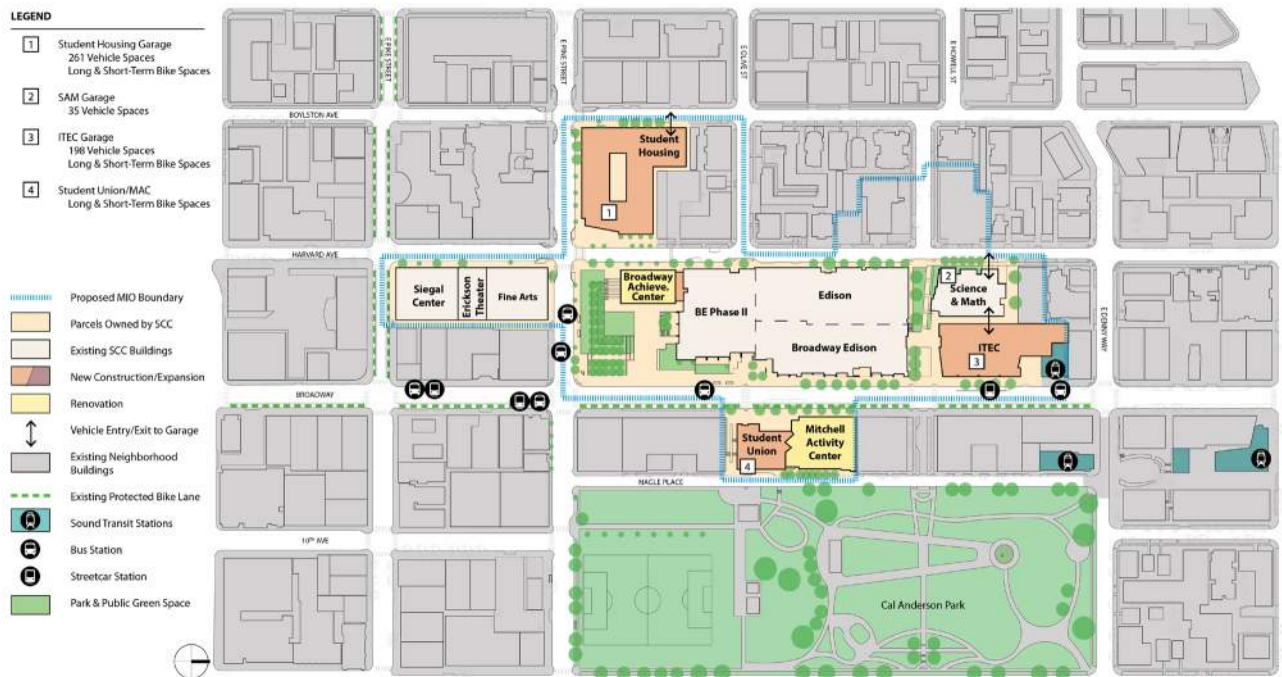 LEGEND
1
Student Housing Garage
261 Vehicle Spaces
Long & Short-Term Bike Spaces
2
SAM Garage
35 Vehicle Spaces
3
ITEC Garage
198 Vehicle Spaces
Long & Short-Term Bike Spaces
4
Student Union/MAC
Long & Short-Term Bike Spaces
Proposed MIO Boundary
Parcels Owned by SCC
Existing SCC Buildings
New Construction/Expansion
Renovation
Vehicle Entry/Exit to Garage
Existing Neighborhood
Buildings
Existing Protected Bike Lane
Sound Transit Stations
Bus Station
Streetcar Station
Park & Public Green Space
E PIKE STREET
E PINE STREET
E OLIVE ST
E HOWELL ST
BOYLSTON AVE
Student
Housing
1
HARVARD AVE
Siegal
Center
Erickson
Theater
Fine Arts
Broadway
Achieve.
Center
BE Phase II
Edison
Broadway Edison
2
Science
& Math
ITEC
3
E DENNY WAY
BROADWAY
Student
Union
4
Mitchell
Activity
Center
NAGLE PLACE
10TH AVE
Cal Anderson Park